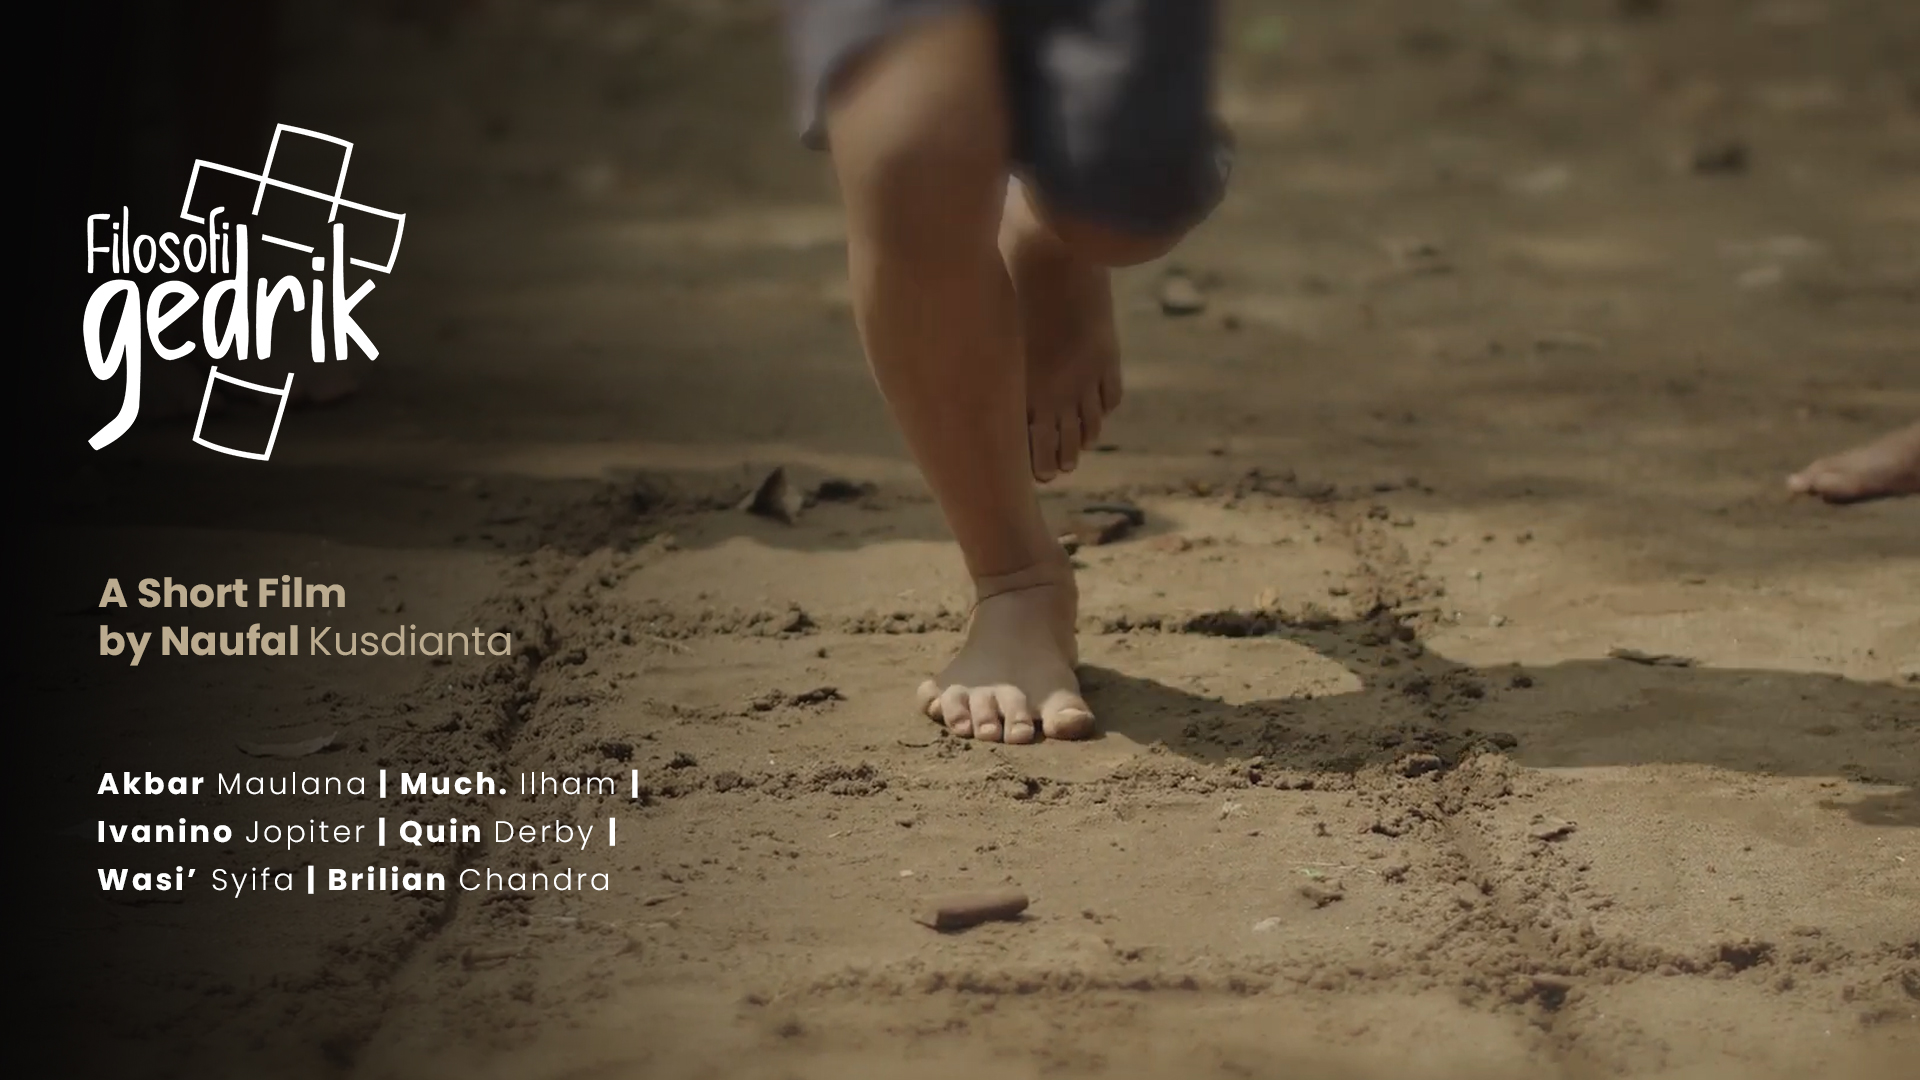 Filosofi
gedrik
A Short Film
by Naufal Kusdianta
Akbar Maulana | Much. Ilham |
Ivanino Jopiter | Quin Derby |
Wasi’ Syifa | Brilian Chandra